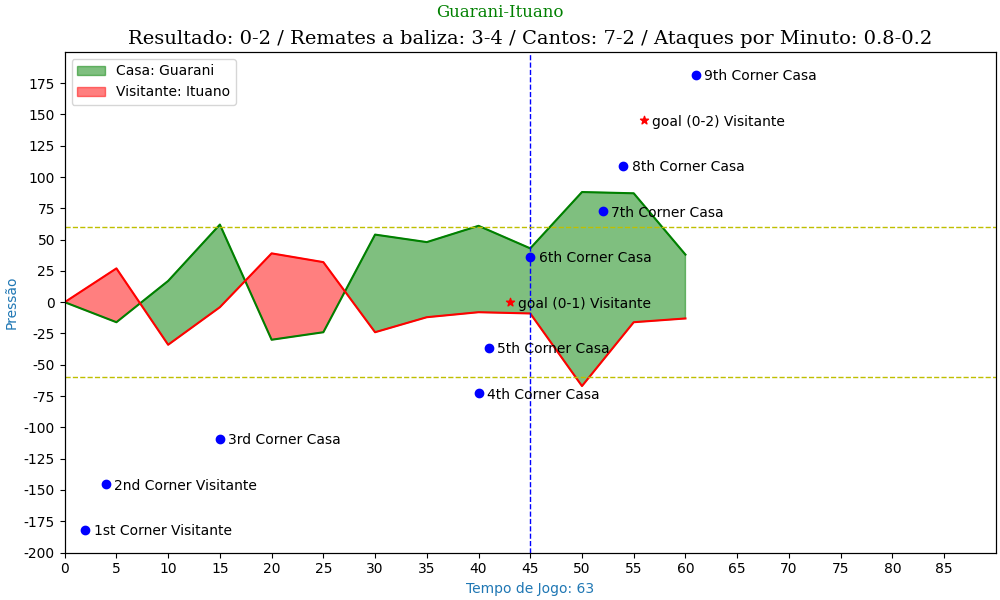 Guarani-Ituano
Resultado: 0-2 / Remates a baliza: 3-4 / Cantos: 7-2 / Ataques por Minuto: 0.8-0.2
Casa: Guarani
Visitante: Ituano
175
150
125
100
75
50
25
0
-25
-50
-75
-100
-125
-150
-175
-200
Pressão
9th Corner Casa
goal (0-2) Visitante
8th Corner Casa
7th Corner Casa
6th Corner Casa
goal (0-1) Visitante
5th Corner Casa
4th Corner Casa
3rd Corner Casa
2nd Corner Visitante
1st Corner Visitante
0 5 10 15 20 25 30 35 40 45 50 55 60 65 70 75 80 85
Tempo de Jogo: 63